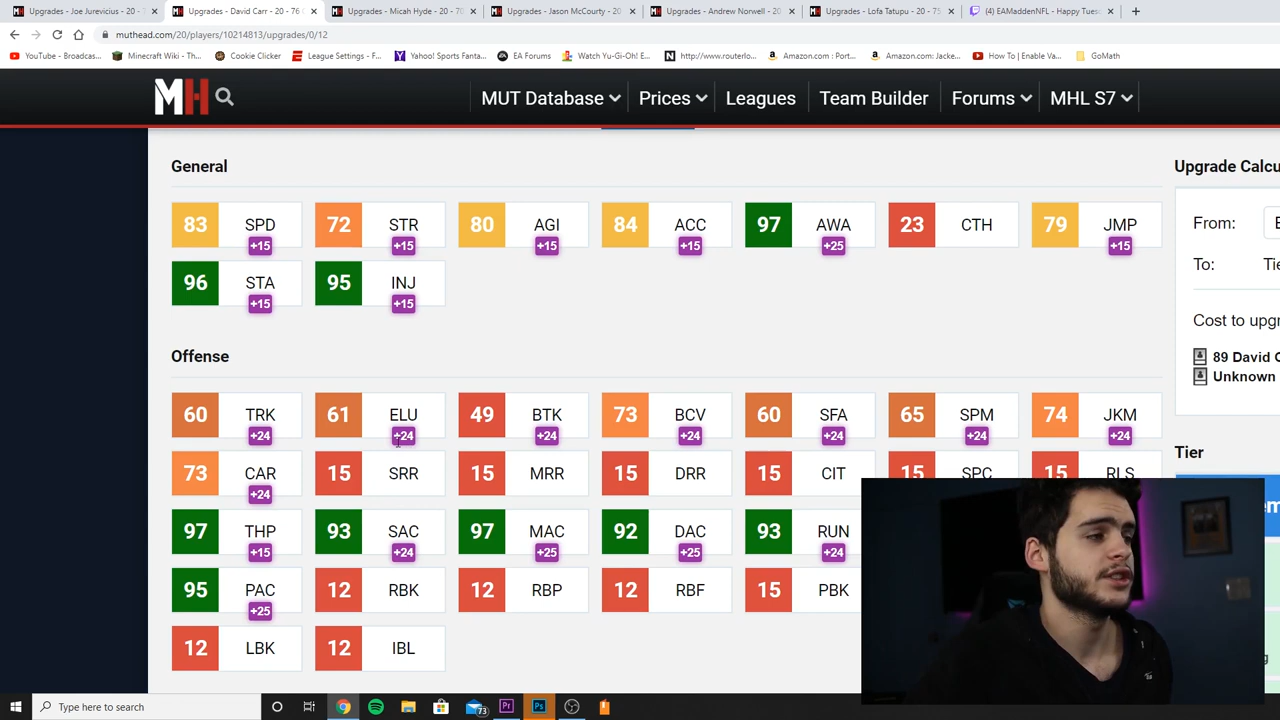 Upgrades - Joe Jurevicius - 20 - Upgrades - David Carr - 20 - 76 Upgrades - Micah Hyde - 20 - 70 Upgrades - Jason McCourty - 20 Upgrades - Andrew Norwell - 20 Upgrades - Lofa Tatupu - 20 - 75 (4) EAMaddenNFL - Happy Tues
muthead.com/20/players/10214813/upgrades/0/12
YouTube - Broadcas... Minecraft Wiki - Th... Cookie Clicker League Settings - F... Yahoo! Sports Fanta... EA Forums Watch Yu-Gi-Oh! E... http://www.routerlo... Amazon.com : Port... Amazon.com: Jacke... How To | Enable Va... GoMath
MH MUT Database Prices Leagues Team Builder Forums MHL S7
General
83 SPD +15 72 STR +15 80 AGI +15 84 ACC +15 97 AWA +25 23 CTH 79 JMP +15
96 STA +15 95 INJ +15
Offense
60 TRK +24 61 ELU +24 49 BTK +24 73 BCV +24 60 SFA +24 65 SPM +24 74 JKM +24
73 CAR +24 15 SRR 15 MRR 15 DRR 15 CIT 15 SPC 15 RLS
97 THP +15 93 SAC +24 97 MAC +25 92 DAC +25 93 RUN +24
95 PAC +25 12 RBK 12 RBP 12 RBF 15 PBK
12 LBK 12 IBL
Upgrade Calcu
From:
To: Tie
Cost to upgr
89 David C
Unknown
Tier
Type here to search
73